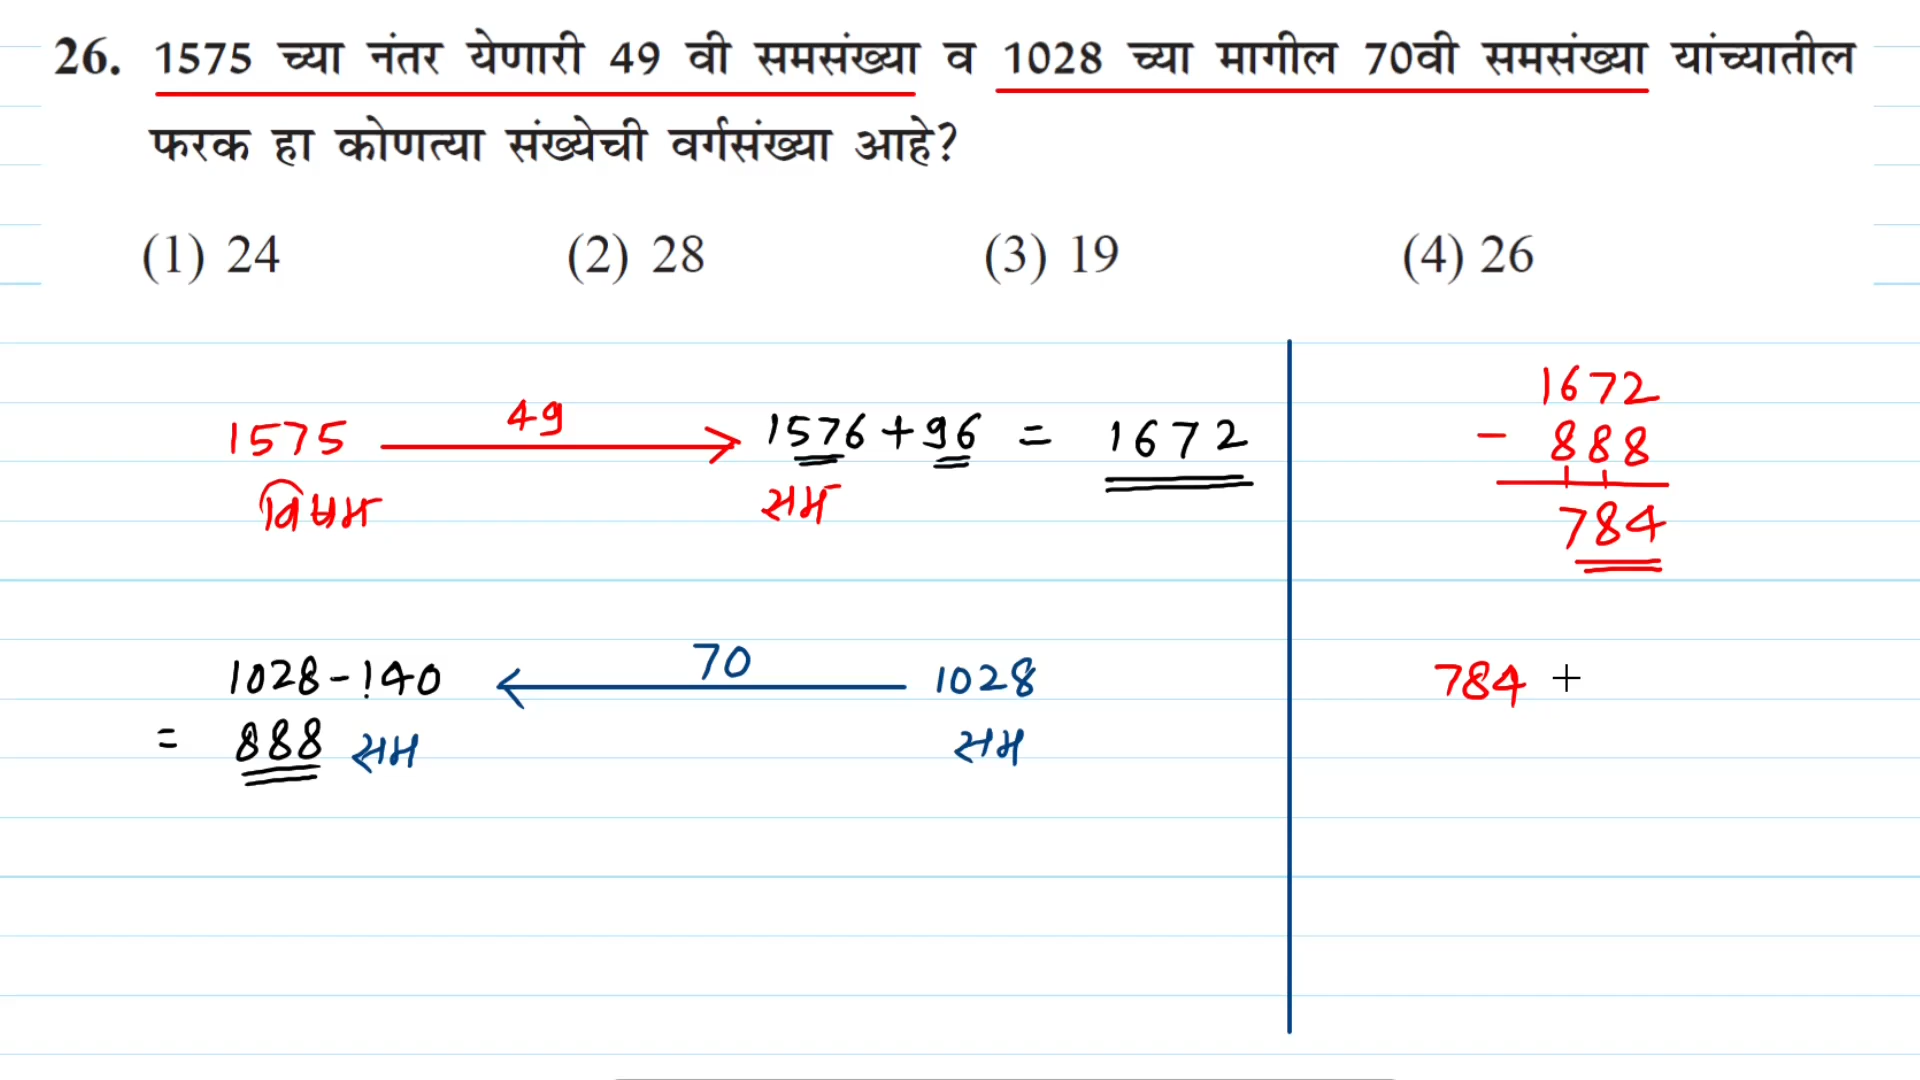 26. 1575 च्या नंतर येणारी 49 वी समसंख्या व 1028 च्या मागील 70वी समसंख्या यांच्यातील
फरक हा कोणत्या संख्येची वर्गसंख्या आहे?
(1) 24 (2) 28 (3) 19 (4) 26
1575 49 1576 + 96 = 1672
विषम सम
1028 - 140 70 1028
= 888 सम सम
1672
- 888
784
784